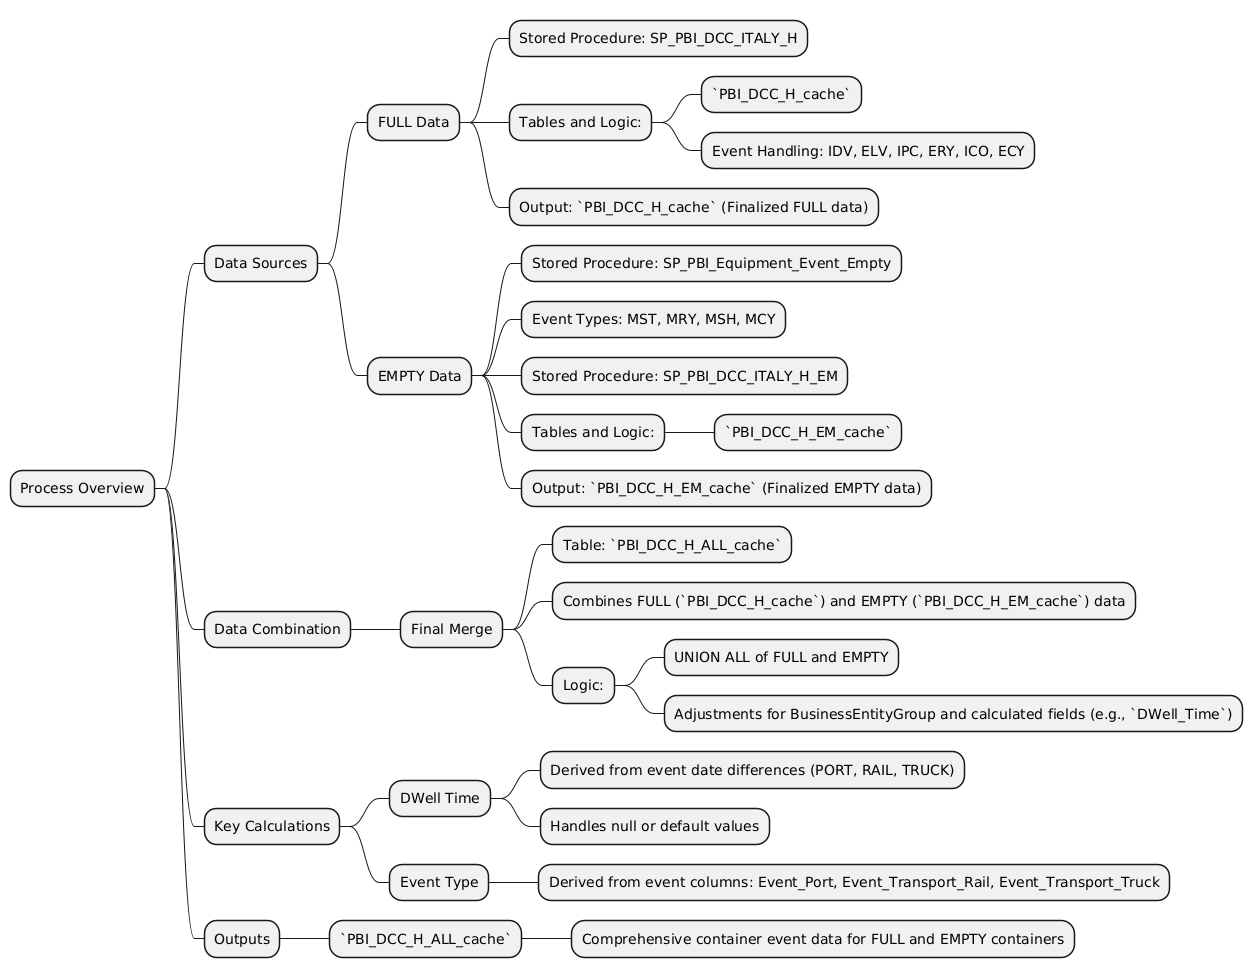 Process Overview
Data Sources
FULL Data
Stored Procedure: SP_PBI_DCC_ITALY_H
Tables and Logic:
`PBI_DCC_H_cache`
Event Handling: IDV, ELV, IPC, ERY, ICO, ECY
Output: `PBI_DCC_H_cache` (Finalized FULL data)
EMPTY Data
Stored Procedure: SP_PBI_Equipment_Event_Empty
Event Types: MST, MRY, MSH, MCY
Stored Procedure: SP_PBI_DCC_ITALY_H_EM
Tables and Logic:
`PBI_DCC_H_EM_cache`
Output: `PBI_DCC_H_EM_cache` (Finalized EMPTY data)
Data Combination
Final Merge
Table: `PBI_DCC_H_ALL_cache`
Combines FULL (`PBI_DCC_H_cache`) and EMPTY (`PBI_DCC_H_EM_cache`) data
Logic:
UNION ALL of FULL and EMPTY
Adjustments for BusinessEntityGroup and calculated fields (e.g., `DWell_Time`)
Key Calculations
DWell Time
Derived from event date differences (PORT, RAIL, TRUCK)
Handles null or default values
Event Type
Derived from event columns: Event_Port, Event_Transport_Rail, Event_Transport_Truck
Outputs
`PBI_DCC_H_ALL_cache`
Comprehensive container event data for FULL and EMPTY containers